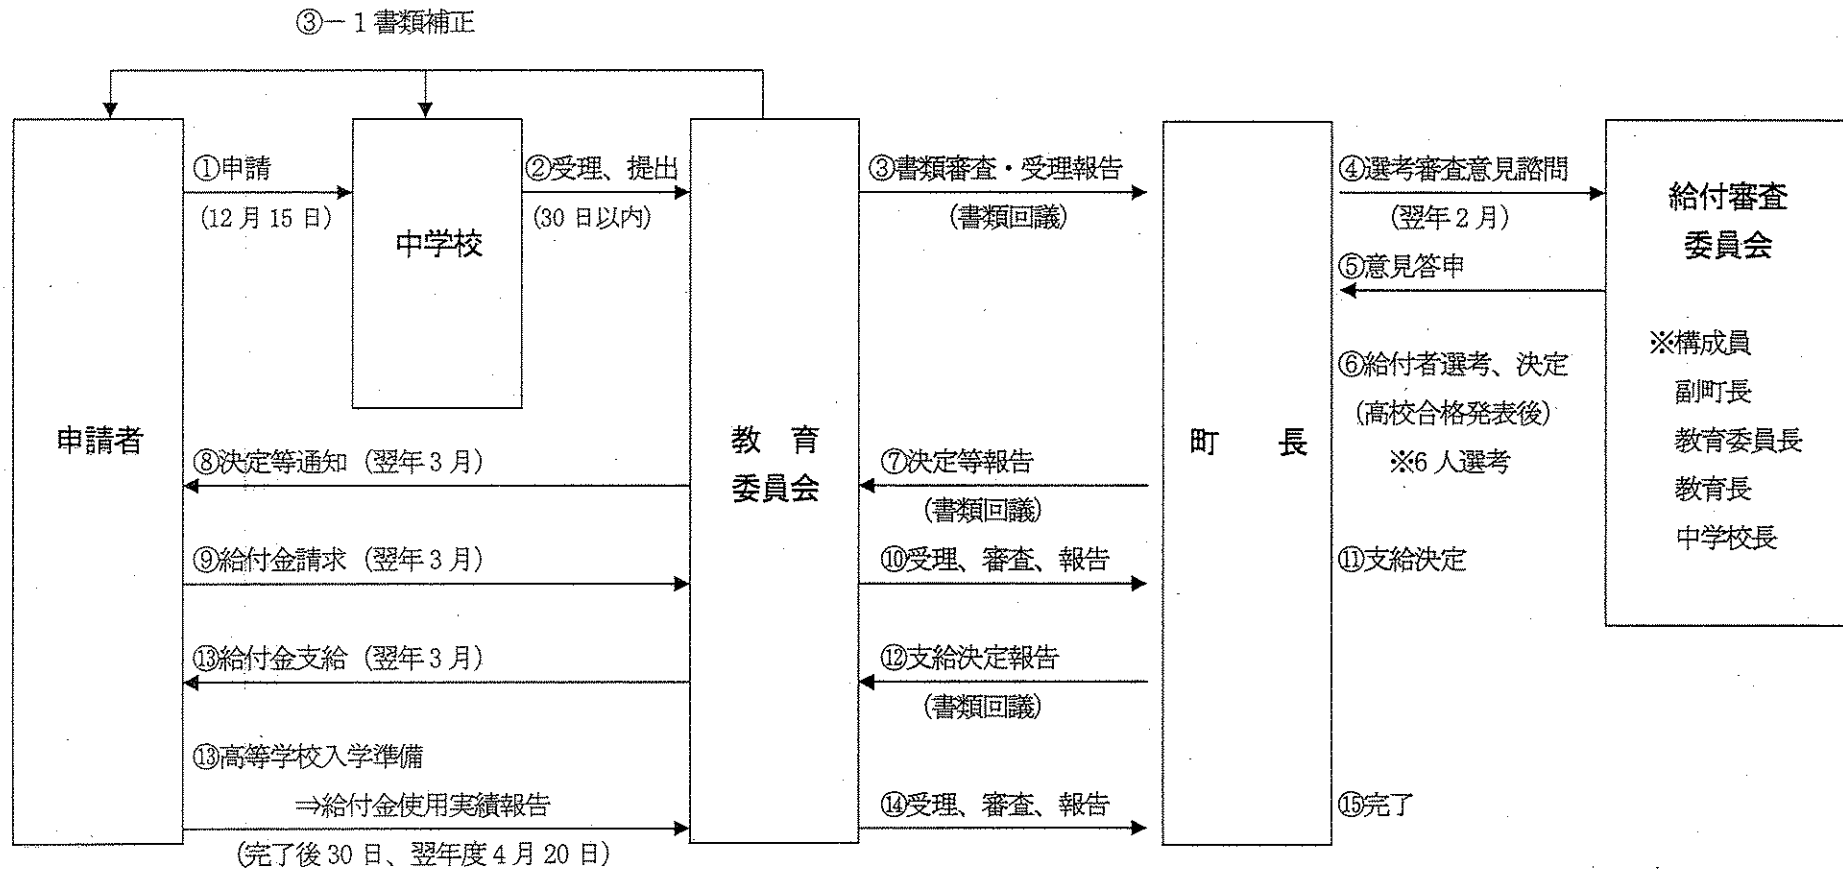 ③－１書類補正
申請者
①申請
(12月15日)
中学校
②受理、提出
(30日以内)
教　育
委員会
③書類審査・受理報告
(書類回議)
町　　長
④選考審査意見諮問
(翌年2月)
⑤意見答申
給付審査
委員会
※構成員
副町長
教育委員長
教育長
中学校長
⑥給付者選考、決定
(高校合格発表後)
※6人選考
⑦決定等報告
(書類回議)
⑧決定等通知（翌年3月）
⑨給付金請求（翌年3月）
⑩受理、審査、報告
⑪支給決定
⑫支給決定報告
(書類回議)
⑬給付金支給（翌年3月）
⑬高等学校入学準備
⇒給付金使用実績報告
(完了後30日、翌年度4月20日)
⑭受理、審査、報告
⑮完了